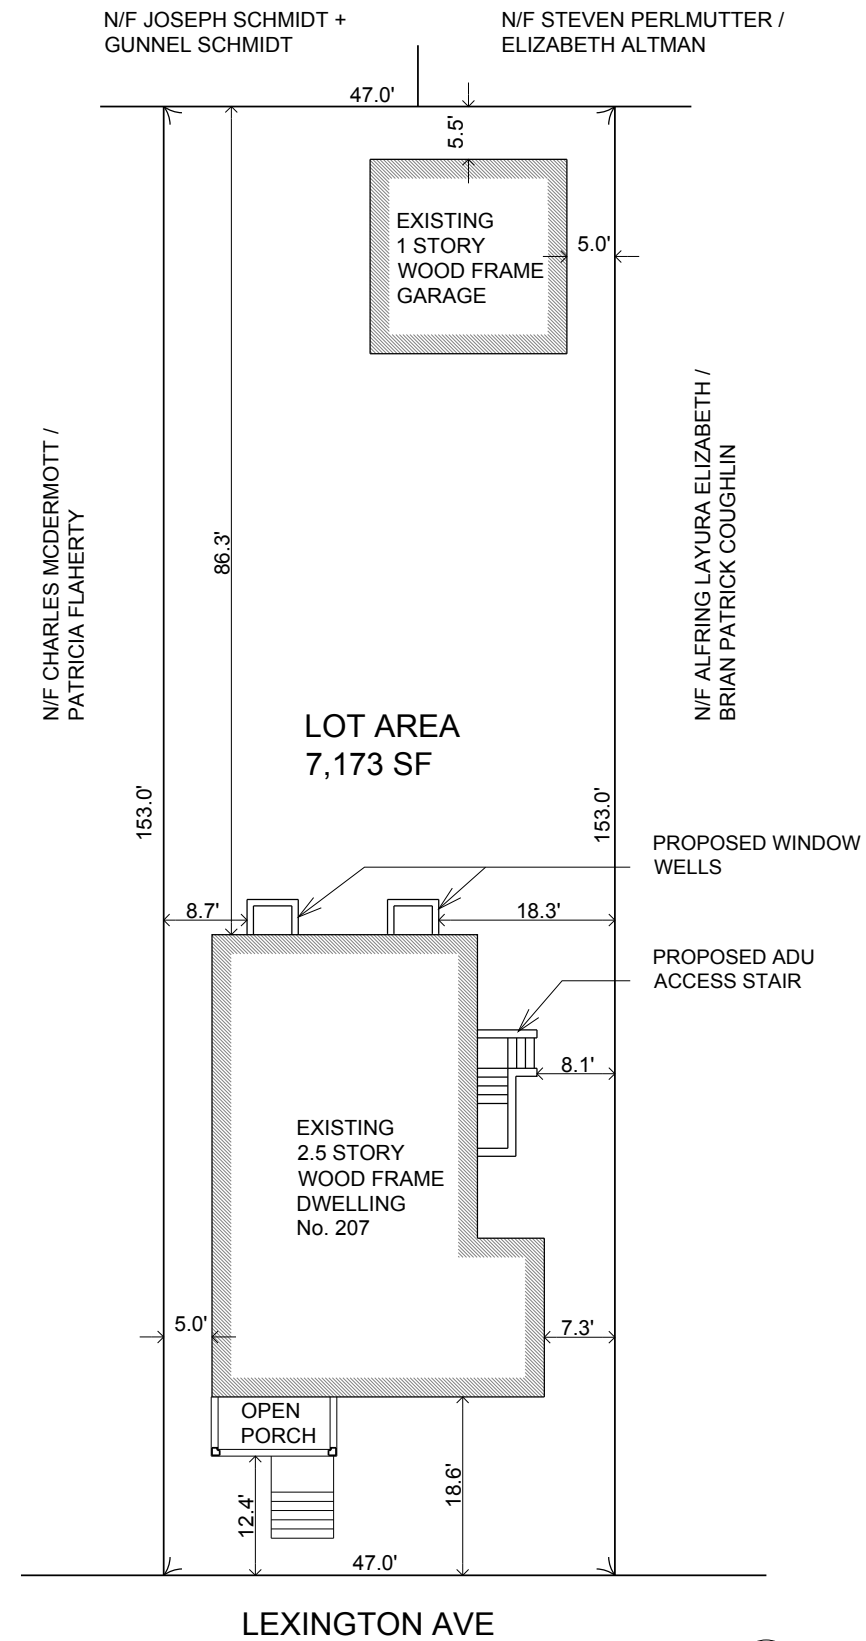 N/F JOSEPH SCHMIDT +
GUNNEL SCHMIDT
N/F STEVEN PERLMUTTER /
ELIZABETH ALTMAN
47.0'
5.5'
EXISTING
1 STORY
WOOD FRAME
GARAGE
5.0'
N/F CHARLES MCDERMOTT /
PATRICIA FLAHERTY
86.3'
N/F ALFRING LAYURA ELIZABETH /
BRIAN PATRICK COUGHLIN
LOT AREA
7,173 SF
153.0'
153.0'
PROPOSED WINDOW
WELLS
8.7'
18.3'
PROPOSED ADU
ACCESS STAIR
8.1'
EXISTING
2.5 STORY
WOOD FRAME
DWELLING
No. 207
5.0'
7.3'
OPEN
PORCH
12.4'
18.6'
47.0'
LEXINGTON AVE